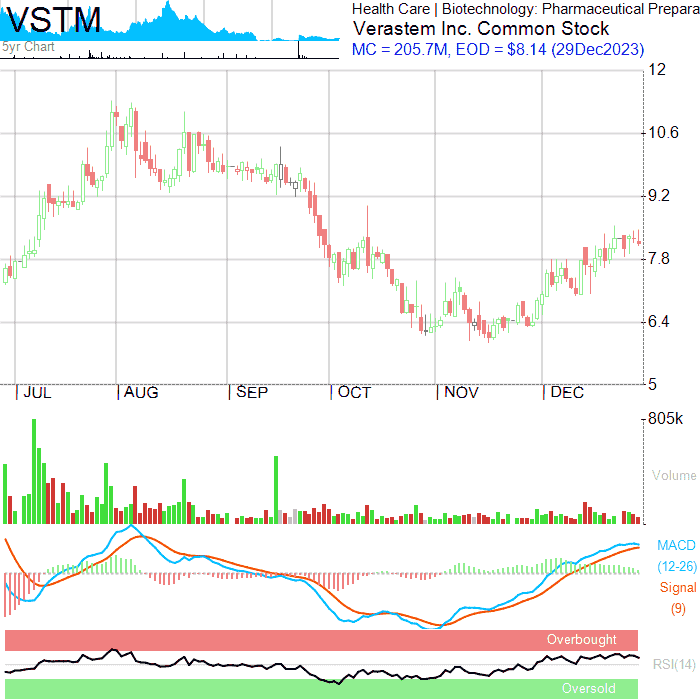 VSTM
5yr Chart
Health Care | Biotechnology: Pharmaceutical Prepara
Verastem Inc. Common Stock
MC = 205.7M, EOD = $8.14 (29Dec2023)
12
10.6
9.2
7.8
6.4
5
JUL AUG SEP OCT NOV DEC
805k
Volume
MACD
(12-26)
Signal
(9)
Overbought
RSI(14)
Oversold